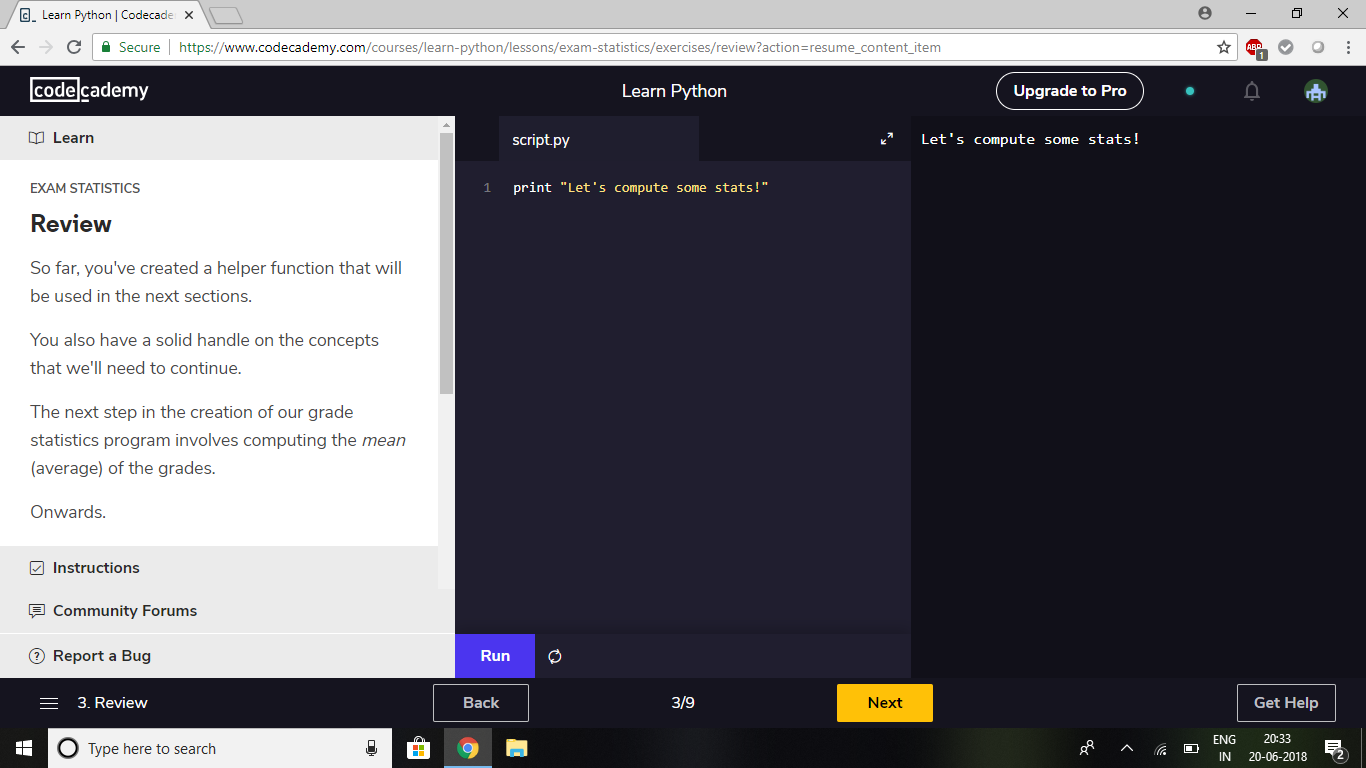 Learn Python | Codecade
Secure
https://www.codecademy.com/courses/learn-python/lessons/exam-statistics/exercises/review?action=resume_content_item
ABP
1
codecademy
Learn Python
Upgrade to Pro
Learn
script.py
Let's compute some stats!
EXAM STATISTICS
1 print "Let's compute some stats!"
Review
So far, you've created a helper function that will
be used in the next sections.
You also have a solid handle on the concepts
that we'll need to continue.
The next step in the creation of our grade
statistics program involves computing the mean
(average) of the grades.
Onwards.
Instructions
Community Forums
Report a Bug
Run
3. Review
Back
3/9
Next
Get Help
Type here to search
ENG
IN
20:33
20-06-2018
2